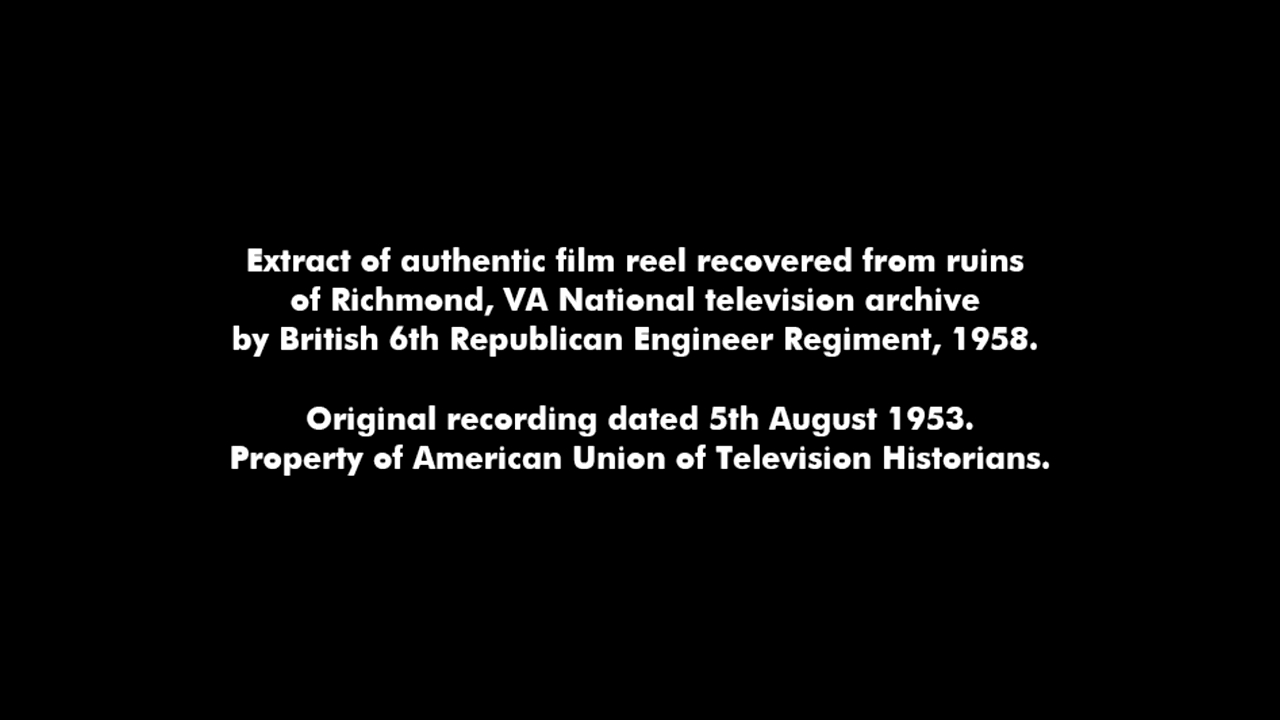 Extract of authentic film reel recovered from ruins
of Richmond, VA National television archive
by British 6th Republican Engineer Regiment, 1958.
Original recording dated 5th August 1953.
Property of American Union of Television Historians.